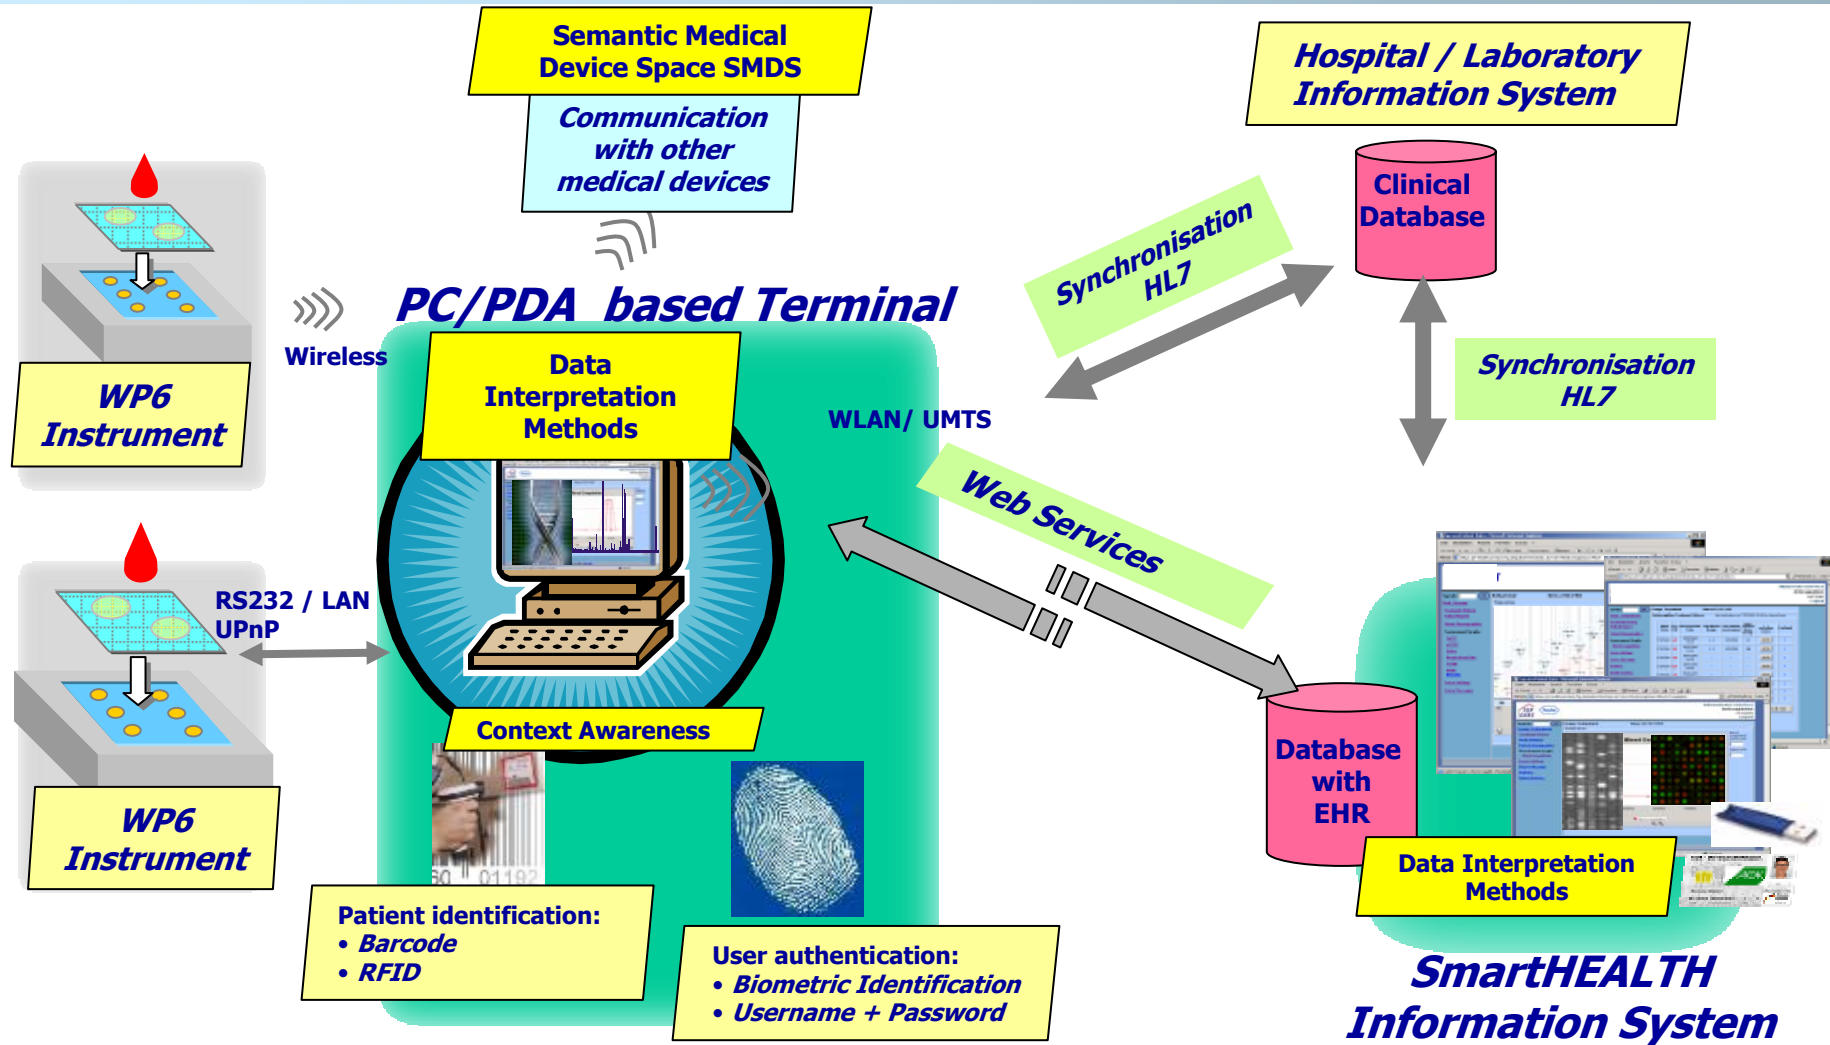 Semantic Medical
Device Space SMDS
Communication
with other
medical devices
Hospital / Laboratory
Information System
Clinical
Database
Synchronisation
HL7
Synchronisation
HL7
PC/PDA based Terminal
Wireless
WP6
Instrument
Data
Interpretation
Methods
WLAN/ UMTS
Web Services
RS232 / LAN
UPnP
WP6
Instrument
Context Awareness
01192
Patient identification:
• Barcode
• RFID
User authentication:
• Biometric Identification
• Username + Password
Database
with
EHR
Data Interpretation
Methods
SmartHEALTH
Information System